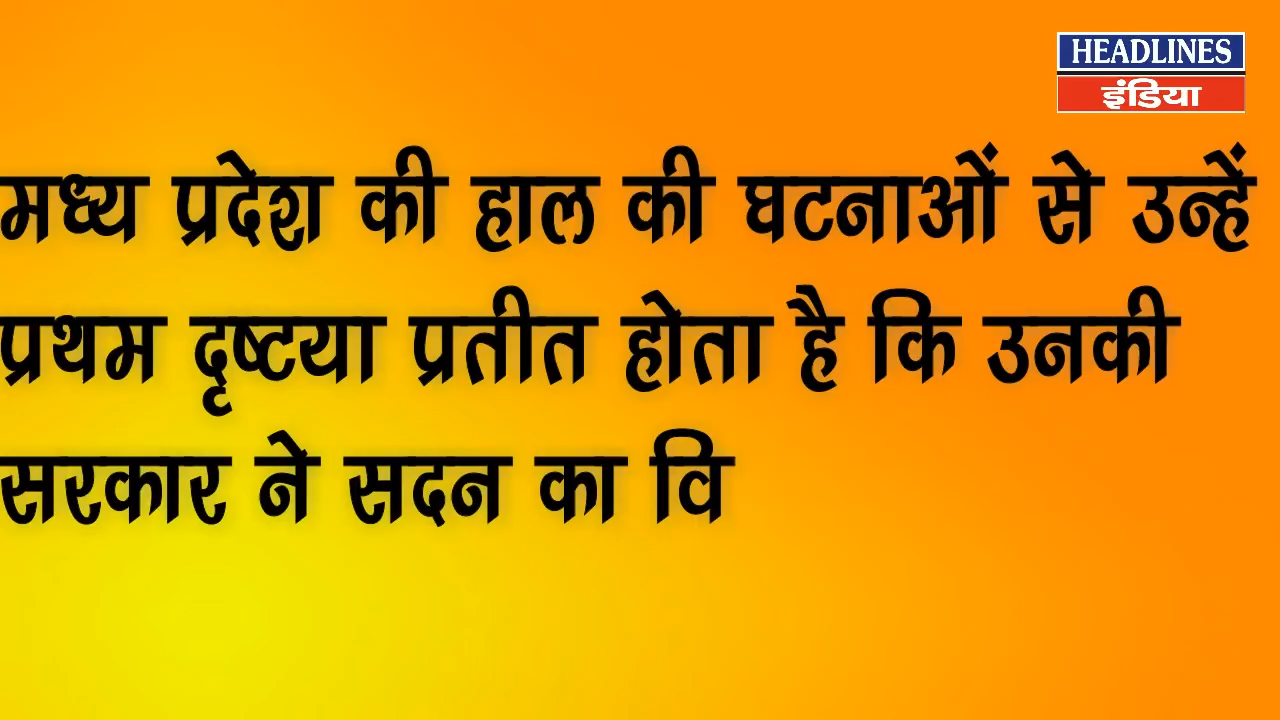 HEADLINES
इंडिया
मध्य प्रदेश की हाल की घटनाओं से उन्हें
प्रथम दृष्टया प्रतीत होता है कि उनकी
सरकार ने सदन का वि